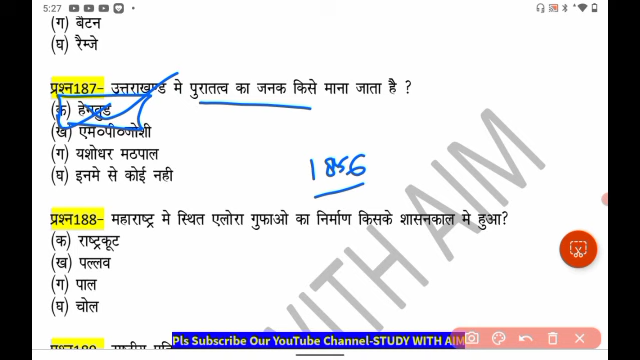 5:27
(ग) बैटन
(घ) रैम्जे
प्रश्न187- उत्तराखण्ड मे पुरातत्व का जनक किसे माना जाता है ?
(क) हेनवुड
(ख) एम०पी०जोशी
(ग) यशोधर मठपाल
(घ) इनमे से कोई नही
1856
प्रश्न188- महाराष्ट्र मे स्थित एलोरा गुफाओ का निर्माण किसके शासनकाल मे हुआ?
(क) राष्ट्रकूट
(ख) पल्लव
(ग) पाल
(घ) चोल
WITH AIM
Pls Subscribe Our YouTube Channel-STUDY WITH AIM